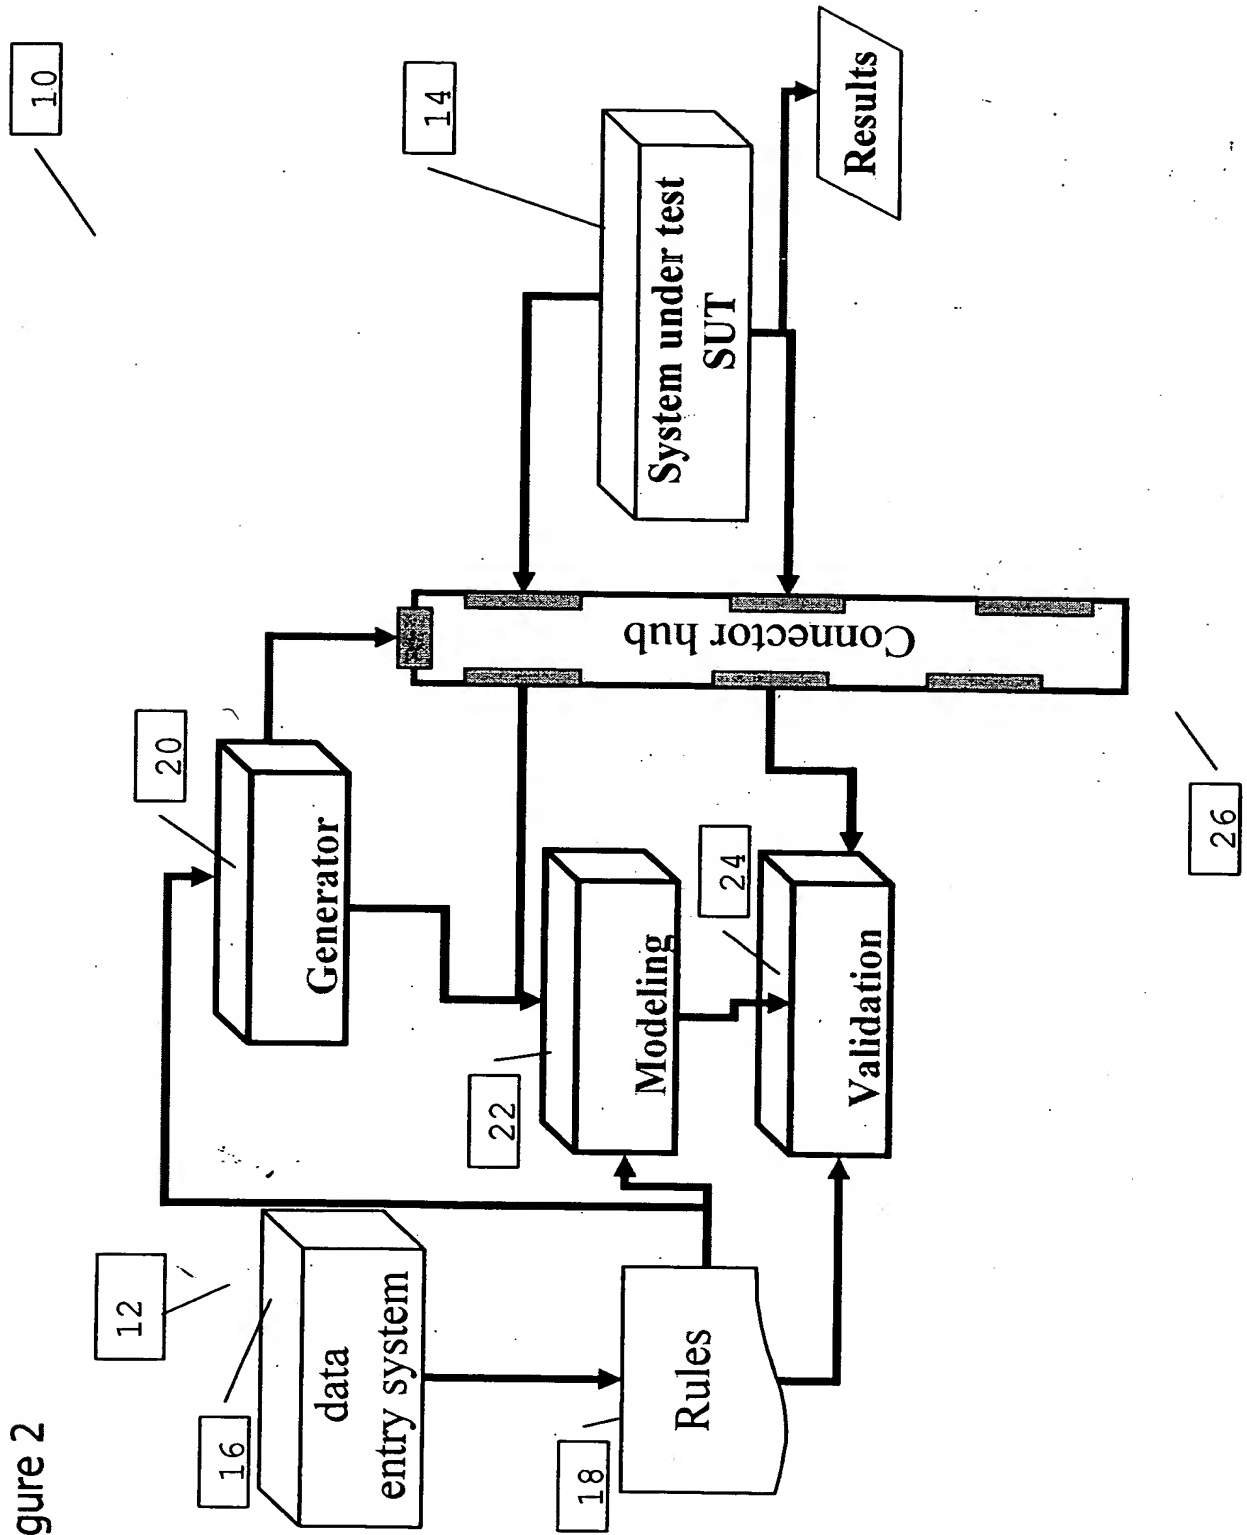 gure 2
10
12
14
16
data
entry system
20
Generator
System under test
SUT
Connector hub
22
Modeling
18
Rules
24
Validation
Results
26